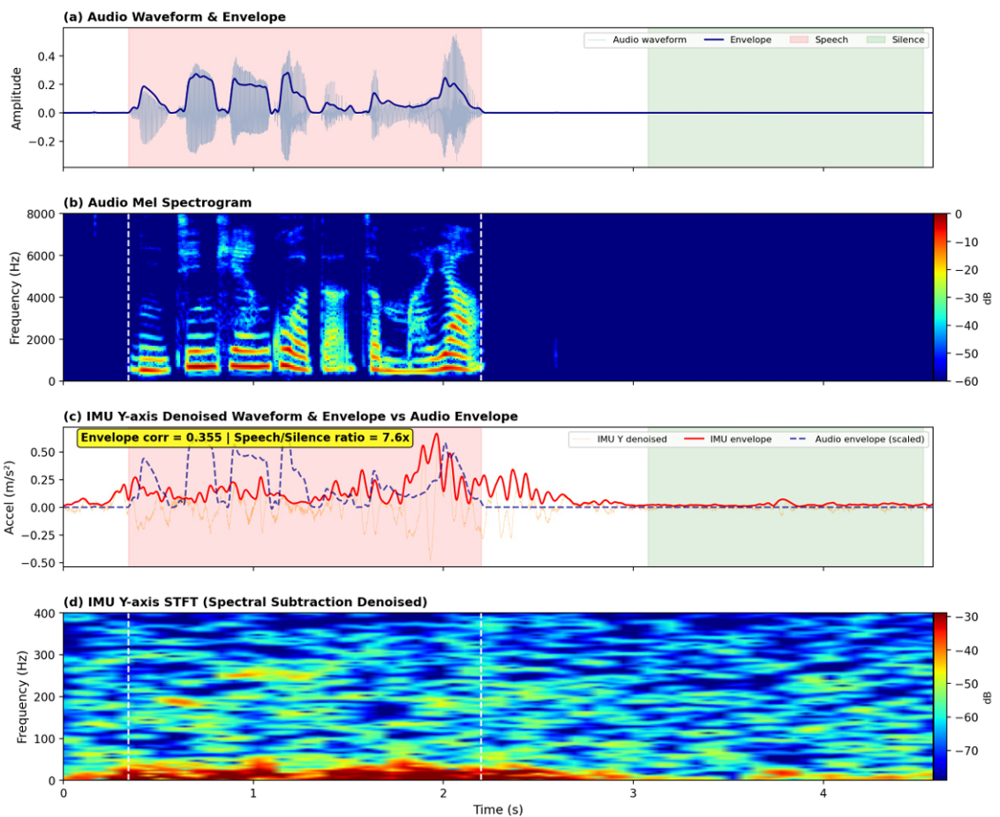 (a) Audio Waveform & Envelope
Audio waveform
Envelope
Speech
Silence
Amplitude
0.4
0.2
0.0
−0.2
(b) Audio Mel Spectrogram
Frequency (Hz)
8000
6000
4000
2000
0
0
−10
−20
−30
−40
−50
−60
dB
(c) IMU Y-axis Denoised Waveform & Envelope vs Audio Envelope
Envelope corr = 0.355 | Speech/Silence ratio = 7.6x
IMU Y denoised
IMU envelope
Audio envelope (scaled)
Accel (m/s²)
0.50
0.25
0.00
−0.25
−0.50
(d) IMU Y-axis STFT (Spectral Subtraction Denoised)
Frequency (Hz)
400
300
200
100
0
−30
−40
−50
−60
−70
dB
0 1 2 3 4
Time (s)